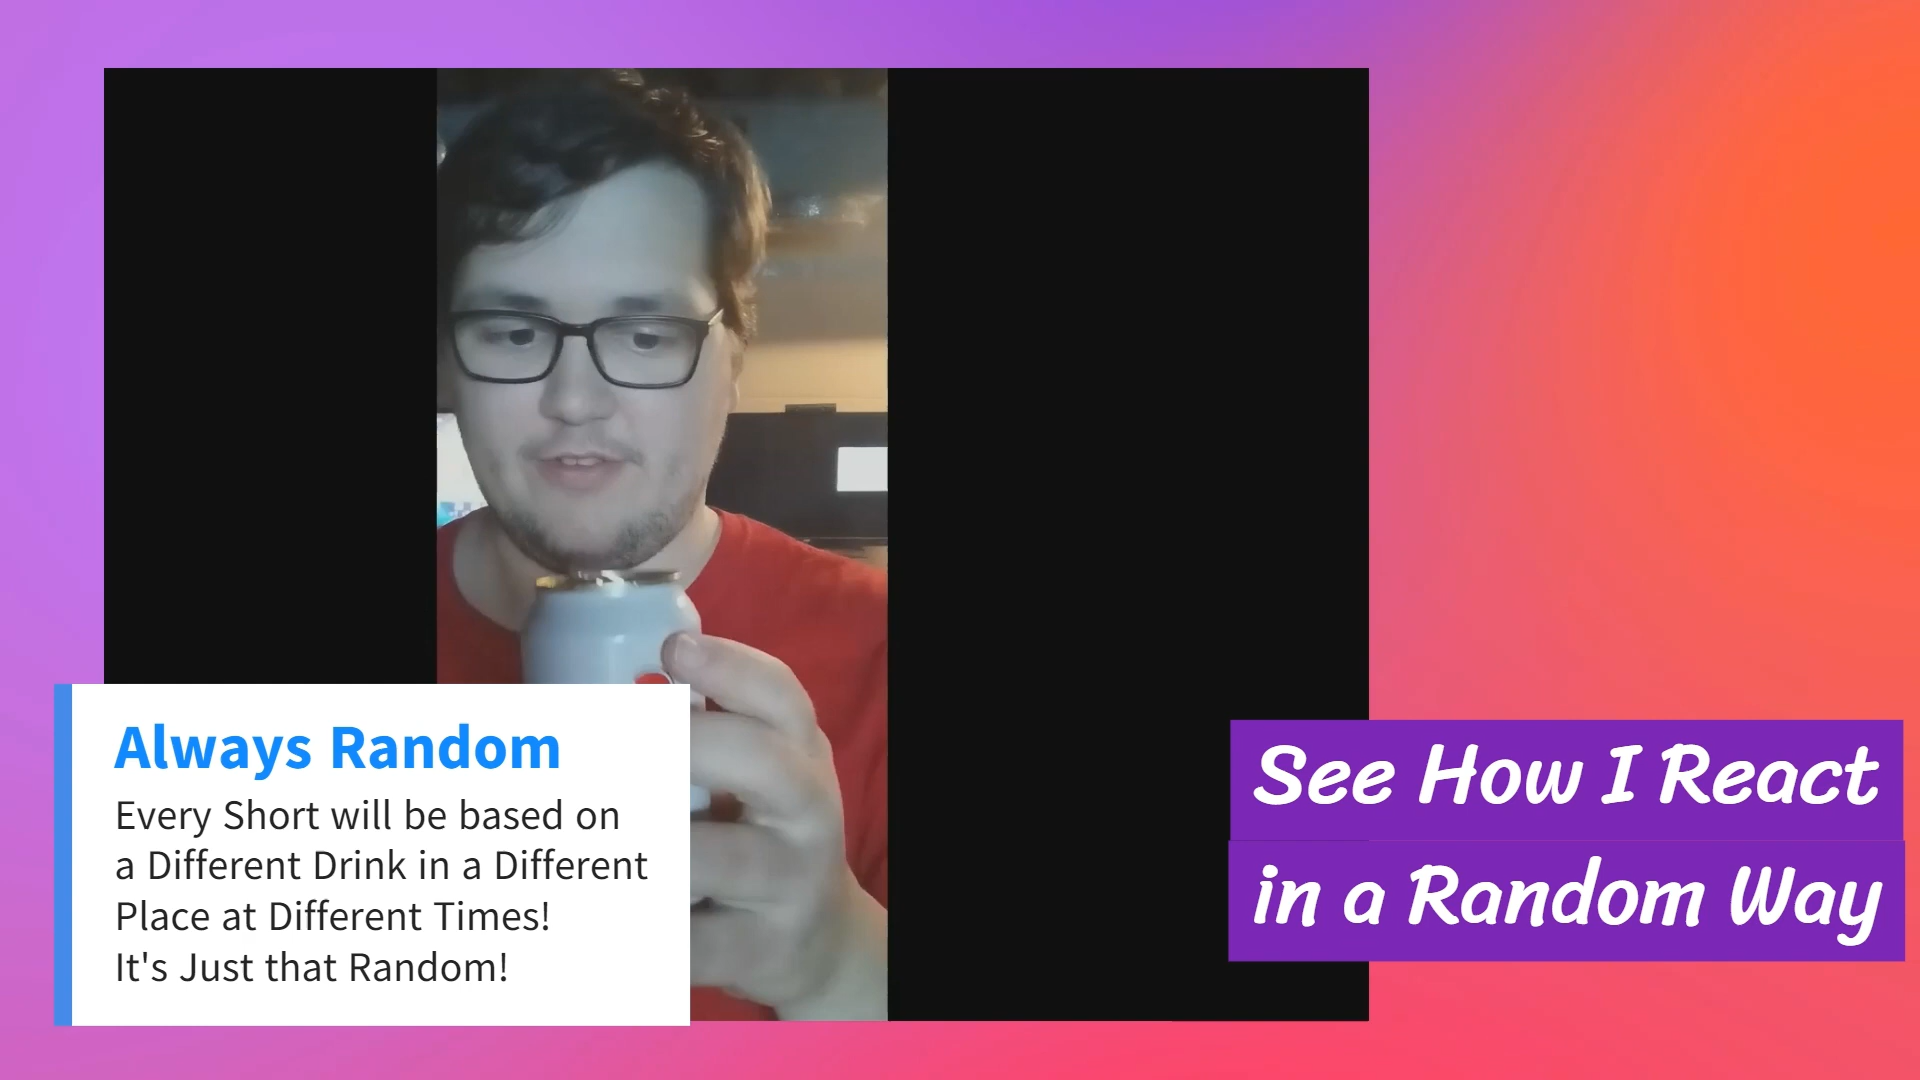 Always Random
Every Short will be based on
a Different Drink in a Different
Place at Different Times!
It's Just that Random!
See How I React
in a Random Way